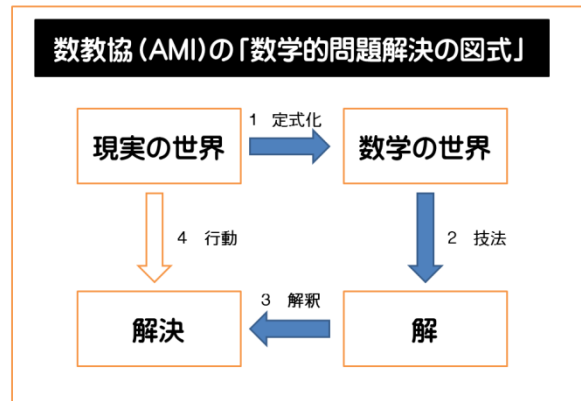 数教協(AMI)の「数学的問題解決の図式」
1 定式化
現実の世界
数学の世界
4 行動
2 技法
3 解釈
解決
解